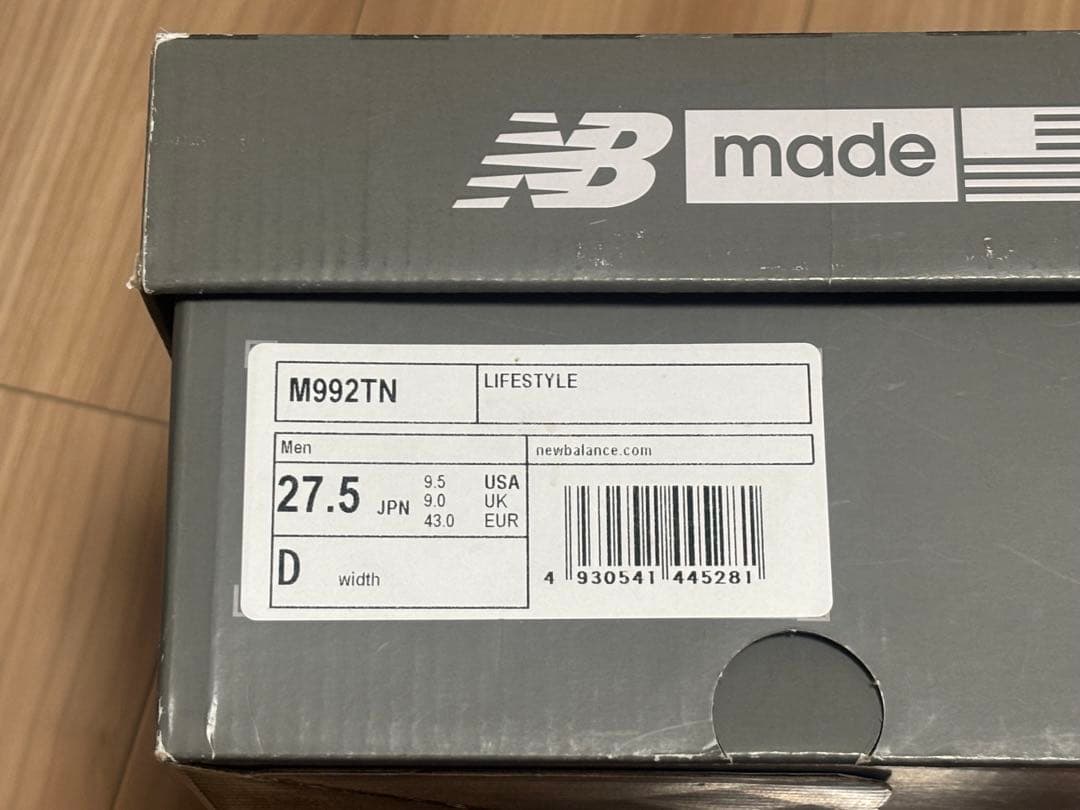 NB made
M992TN
LIFESTYLE
Men
newbalance.com
27.5 JPN
9.5 USA
9.0 UK
43.0 EUR
D width
4 930541 445281